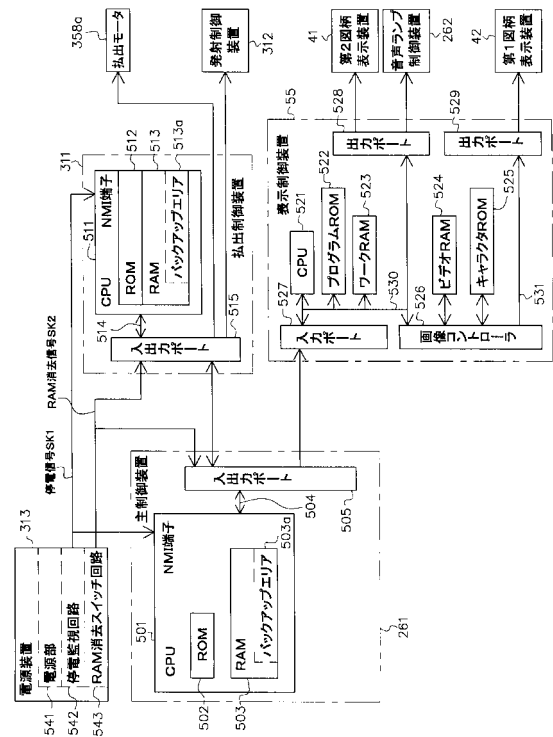 358a
払出モータ
発射制御
装置
312
41
第2図柄
表示装置
音声ランプ
制御装置
262
42
第1図柄
表示装置
311
511
NMI端子
CPU
ROM
512
RAM
513
バックアップエリア
513a
払出制御装置
514
入出力ポート
515
RAM消去信号SK2
停電信号SK1
電源装置
313
電源部
停電監視回路
RAM消去スイッチ回路
541
542
543
主制御装置
501
NMI端子
CPU
ROM
502
RAM
503
バックアップエリア
503a
入出力ポート
504
505
261
表示制御装置
55
CPU
521
プログラムROM
522
ワークRAM
523
入力ポート
527
530
ビデオRAM
524
キャラクタROM
525
画像コントローラ
526
531
出力ポート
528
出力ポート
529